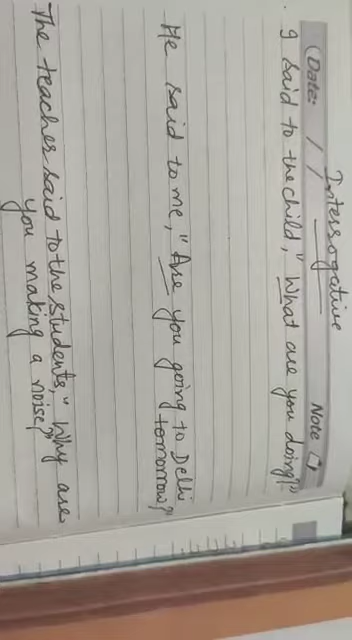 Interrogative
Date: / / Note
I said to the child, "What are you doing?"
He said to me, "Are you going to Delhi
tomorrow?"
The teacher said to the students, "Why are
you making a noise?"